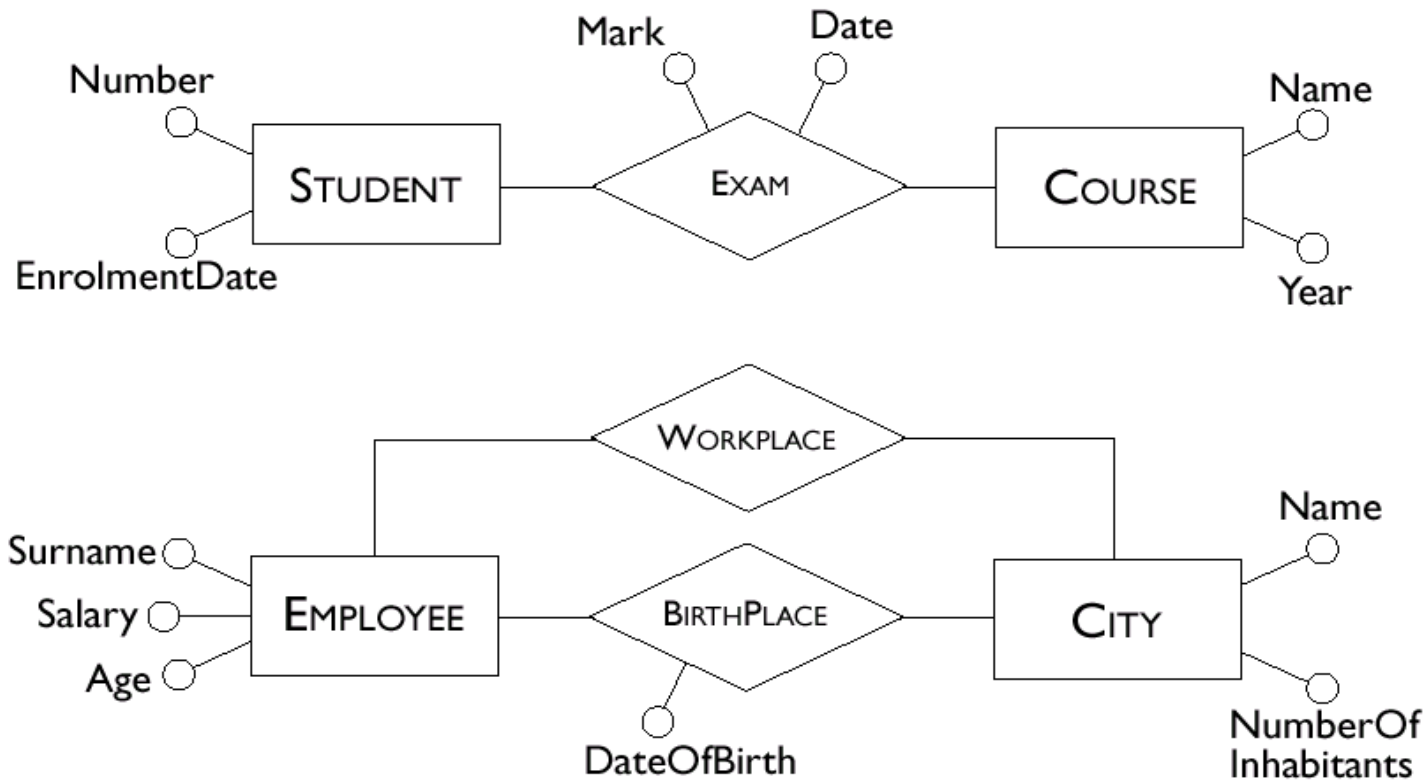 Mark
Date
Number
Name
STUDENT
EXAM
COURSE
EnrolmentDate
Year
WORKPLACE
Name
Surname
Salary
EMPLOYEE
BIRTHPLACE
CITY
Age
DateOfBirth
NumberOf
Inhabitants